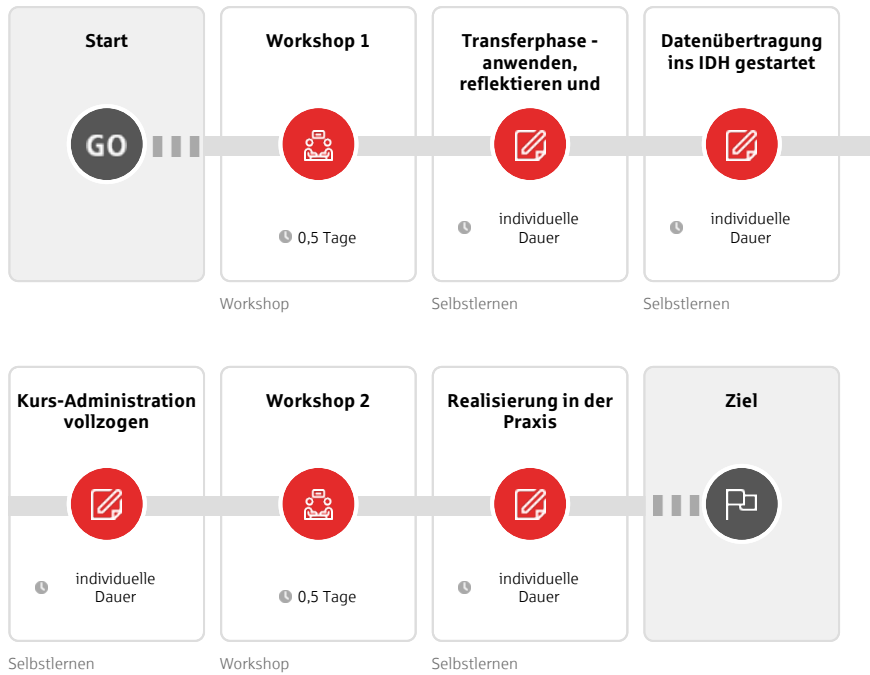 Start
Workshop 1
Transferphase -
anwenden,
reflektieren und
Datenübertragung
ins IDH gestartet
GO
0,5 Tage
individuelle
Dauer
individuelle
Dauer
Workshop
Selbstlernen
Selbstlernen
Kurs-Administration
vollzogen
Workshop 2
Realisierung in der
Praxis
Ziel
individuelle
Dauer
0,5 Tage
individuelle
Dauer
Selbstlernen
Workshop
Selbstlernen